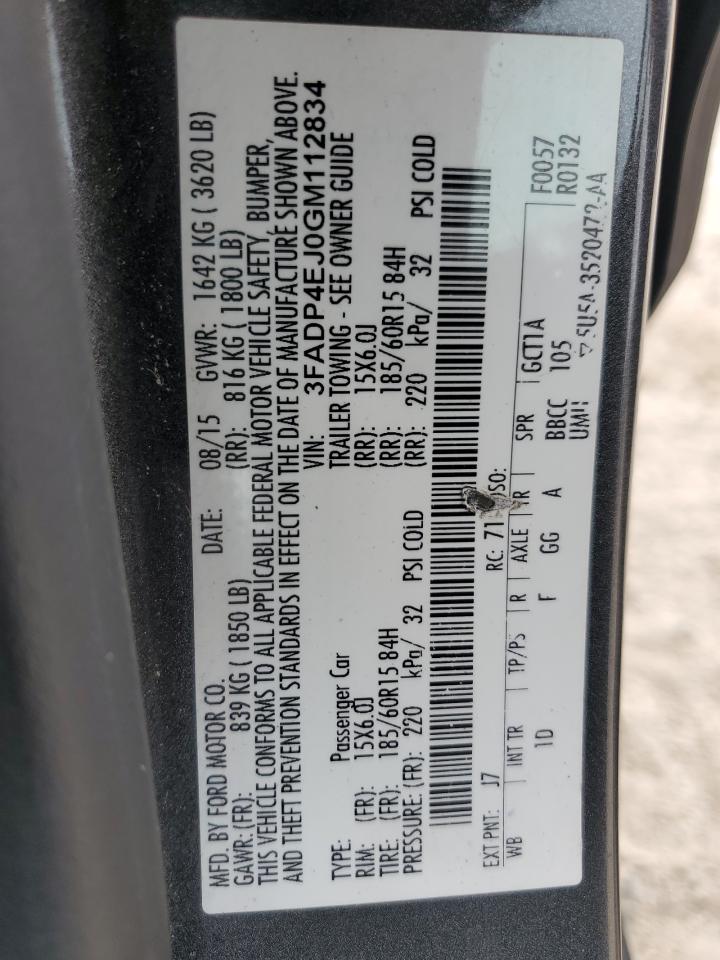 MFD. BY FORD MOTOR CO. DATE: 08/15 GVWR: 1642 KG ( 3620 LB)
GAWR: (FR): 839 KG ( 1850 LB) (RR): 816 KG ( 1800 LB)
THIS VEHICLE CONFORMS TO ALL APPLICABLE FEDERAL MOTOR VEHICLE SAFETY, BUMPER,
AND THEFT PREVENTION STANDARDS IN EFFECT ON THE DATE OF MANUFACTURE SHOWN ABOVE.
VIN: 3FADP4EJ0GM112834
TYPE: Passenger Car TRAILER TOWING - SEE OWNER GUIDE
RIM: (FR): 15X6.0J (RR): 15X6.0J
TIRE: (FR): 185/60R15 84H (RR): 185/60R15 84H
PRESSURE: (FR): 220 kPa/ 32 PSI COLD (RR): 220 kPa/ 32 PSI COLD
EXT PNT: J7 RC: 71 DSO: F0057
R0132
WB INT TR TP/PS R AXLE TR SPR GCT1A
1D F GG A BBCC 105
UMH